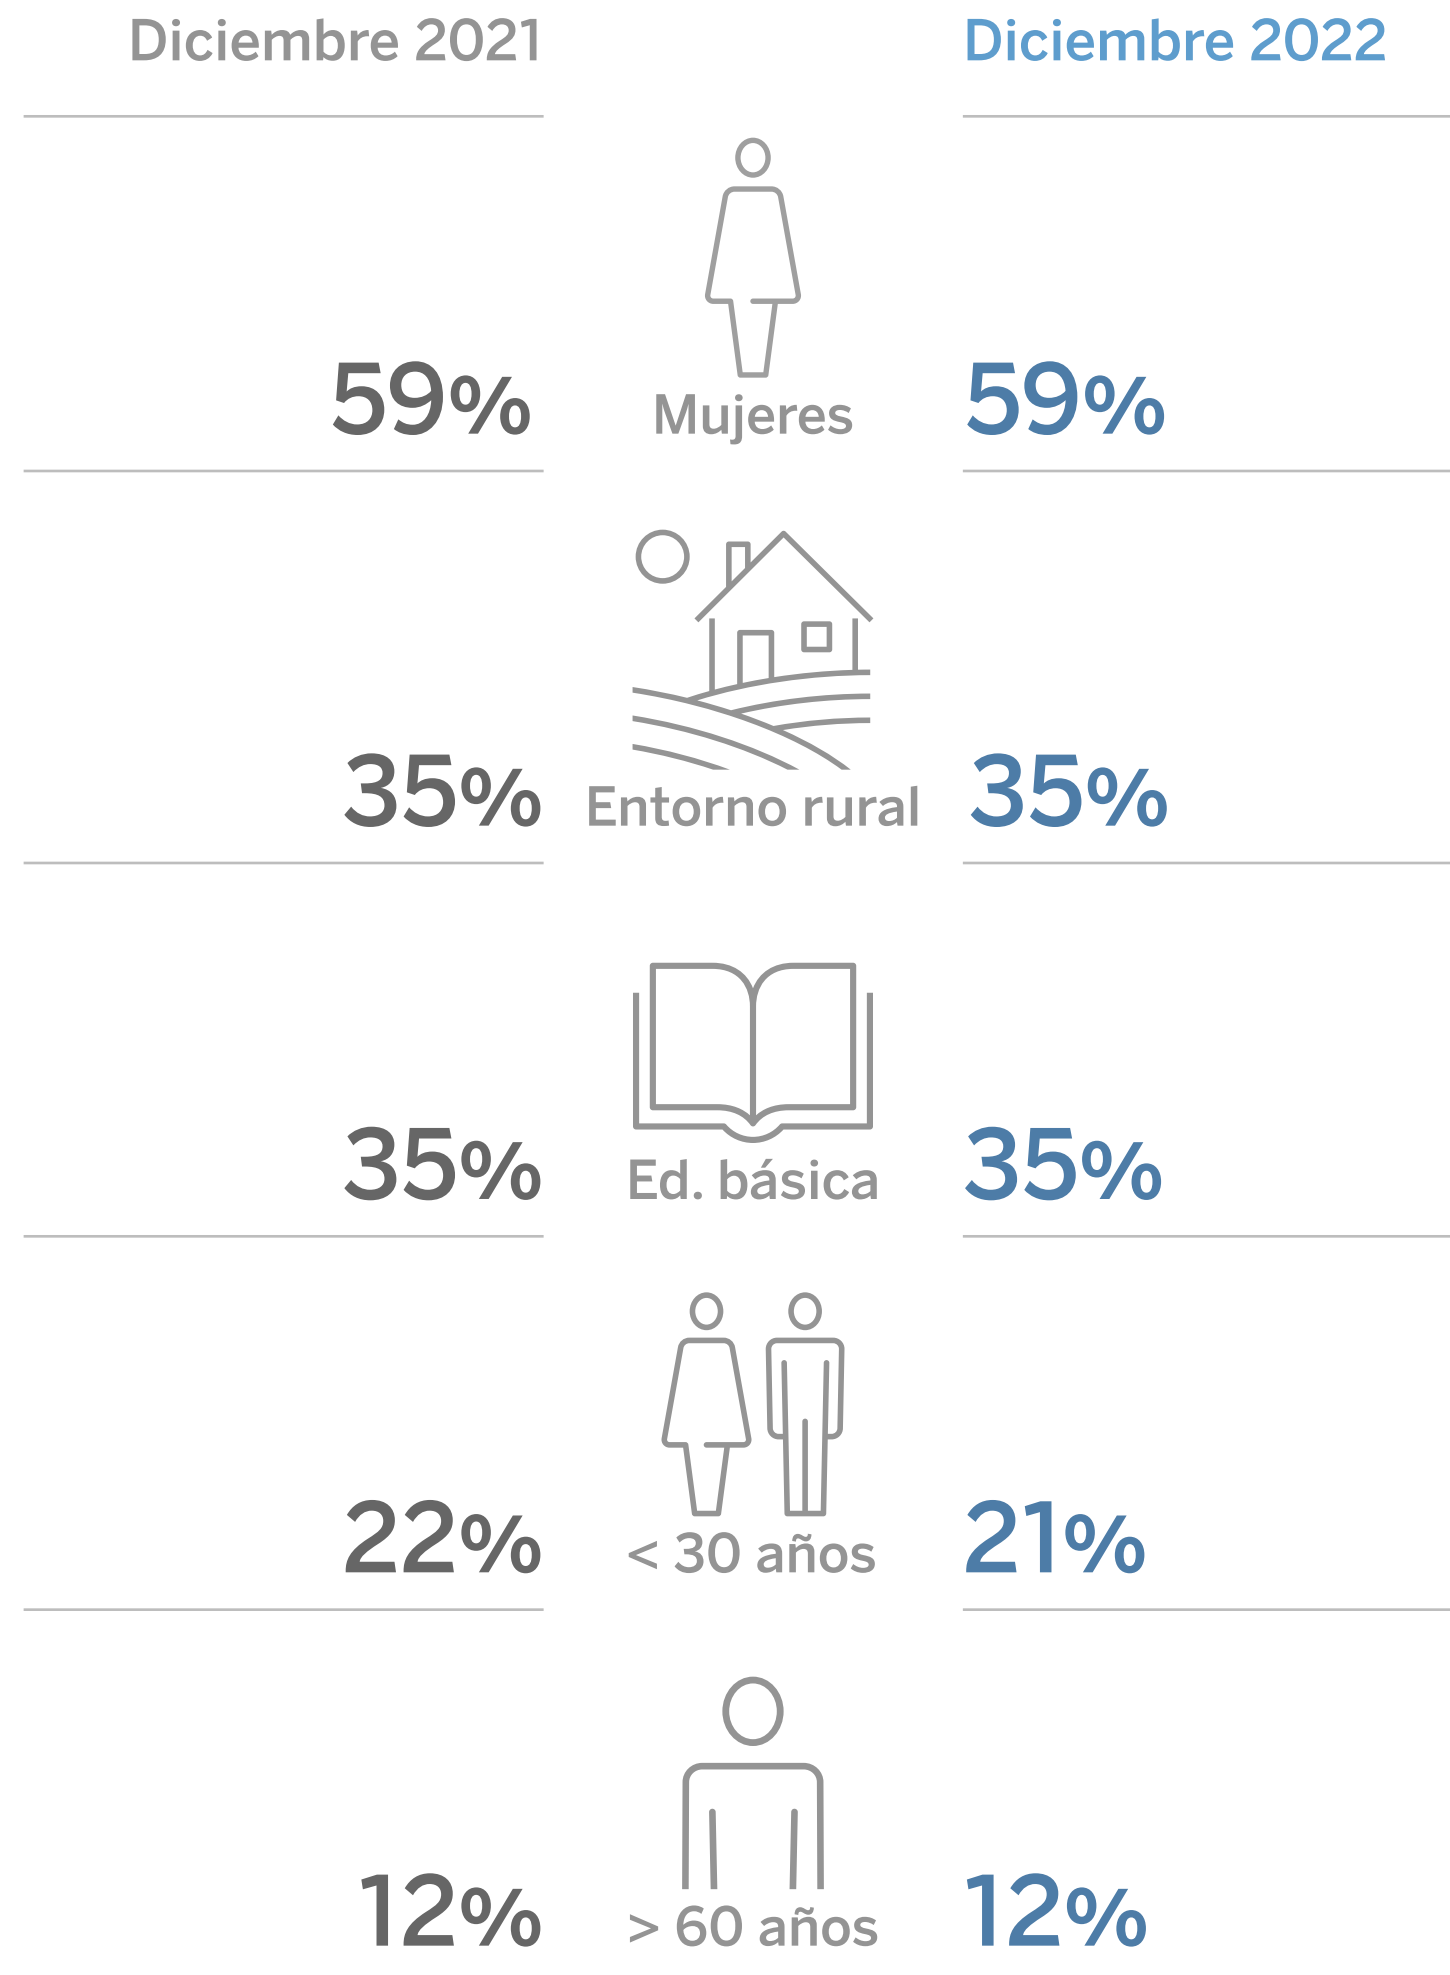 Diciembre 2021
Diciembre 2022
59%
Mujeres
59%
35%
Entorno rural
35%
35%
Ed. básica
35%
22%
< 30 años
21%
12%
> 60 años
12%